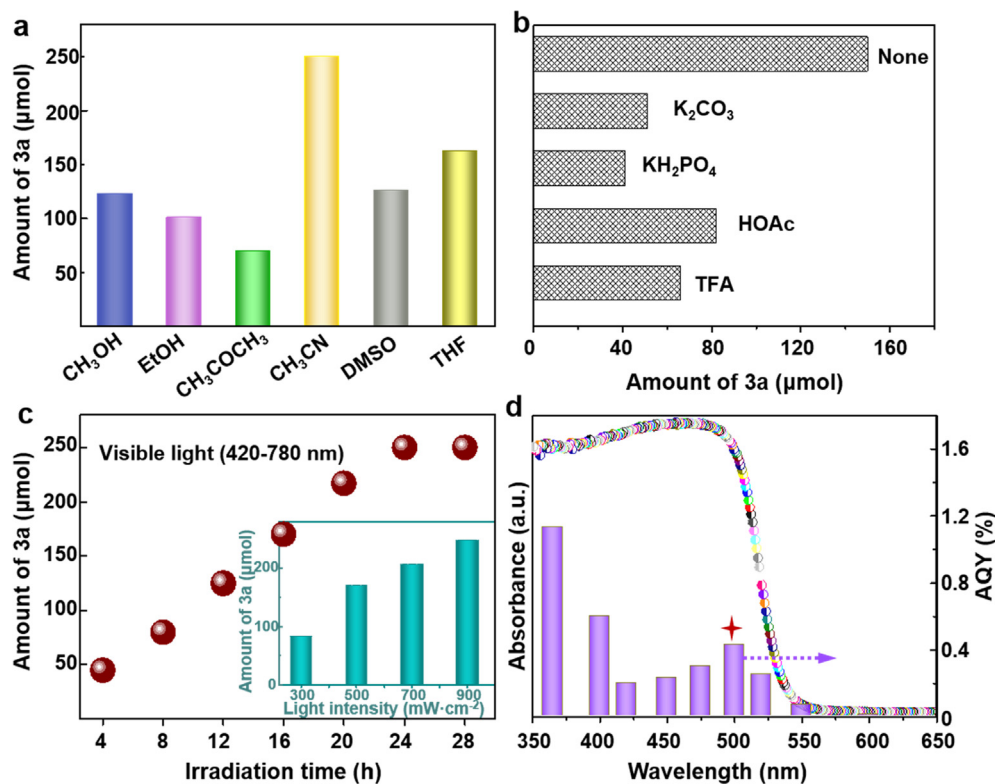 a
Amount of 3a (µmol)
250
200
150
100
50
CH₃OH
EtOH
CH₃COCH₃
CH₃CN
DMSO
THF
b
None
K₂CO₃
KH₂PO₄
HOAc
TFA
0 40 80 120 160
Amount of 3a (µmol)
c
Visible light (420-780 nm)
Amount of 3a (µmol)
250
200
150
100
50
4 8 12 16 20 24 28
Irradiation time (h)
Amount of 3a (µmol)
200
100
0
300 500 700 900
Light intensity (mW·cm⁻²)
d
Absorbance (a.u.)
1.6
1.2
0.8
0.4
0
AQY (%)
350 400 450 500 550 600 650
Wavelength (nm)